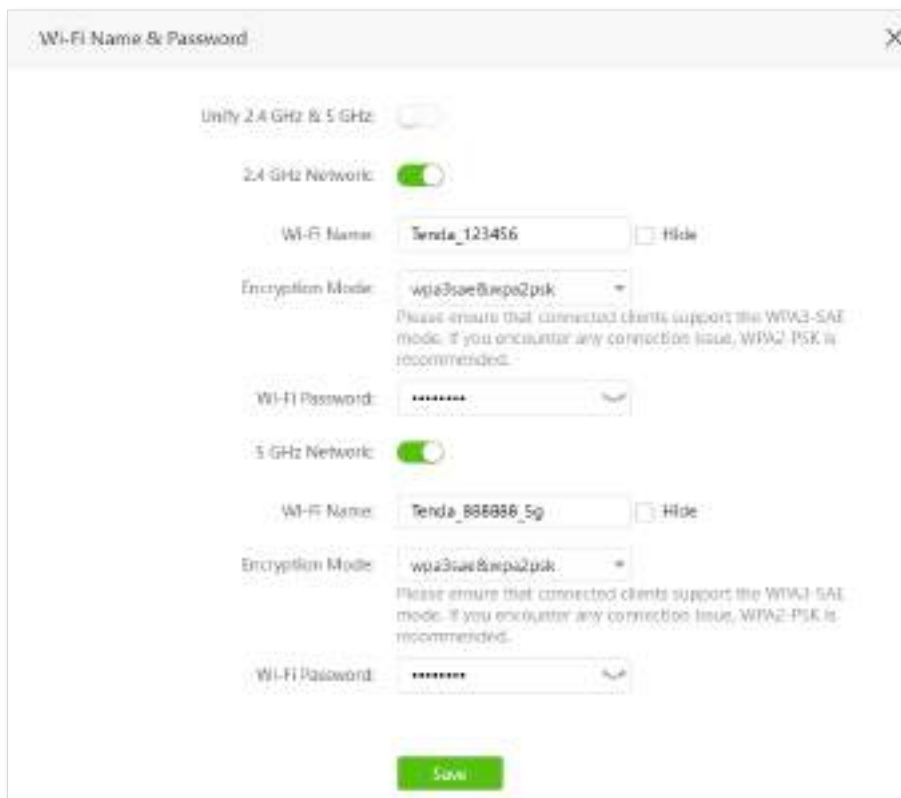 Wi-Fi Name & Password
Unify 2.4 GHz & 5 GHz:
2.4 GHz Network:
Wi-Fi Name: Tenda_123456 Hide
Encryption Mode: wpa3sae&wpa2psk
Please ensure that connected clients support the WPA3-SAE
mode. If you encounter any connection issue, WPA2-PSK is
recommended.
Wi-Fi Password: ••••••••
5 GHz Network:
Wi-Fi Name: Tenda_888888_5g Hide
Encryption Mode: wpa3sae&wpa2psk
Please ensure that connected clients support the WPA3-SAE
mode. If you encounter any connection issue, WPA2-PSK is
recommended.
Wi-Fi Password: ••••••••
Save